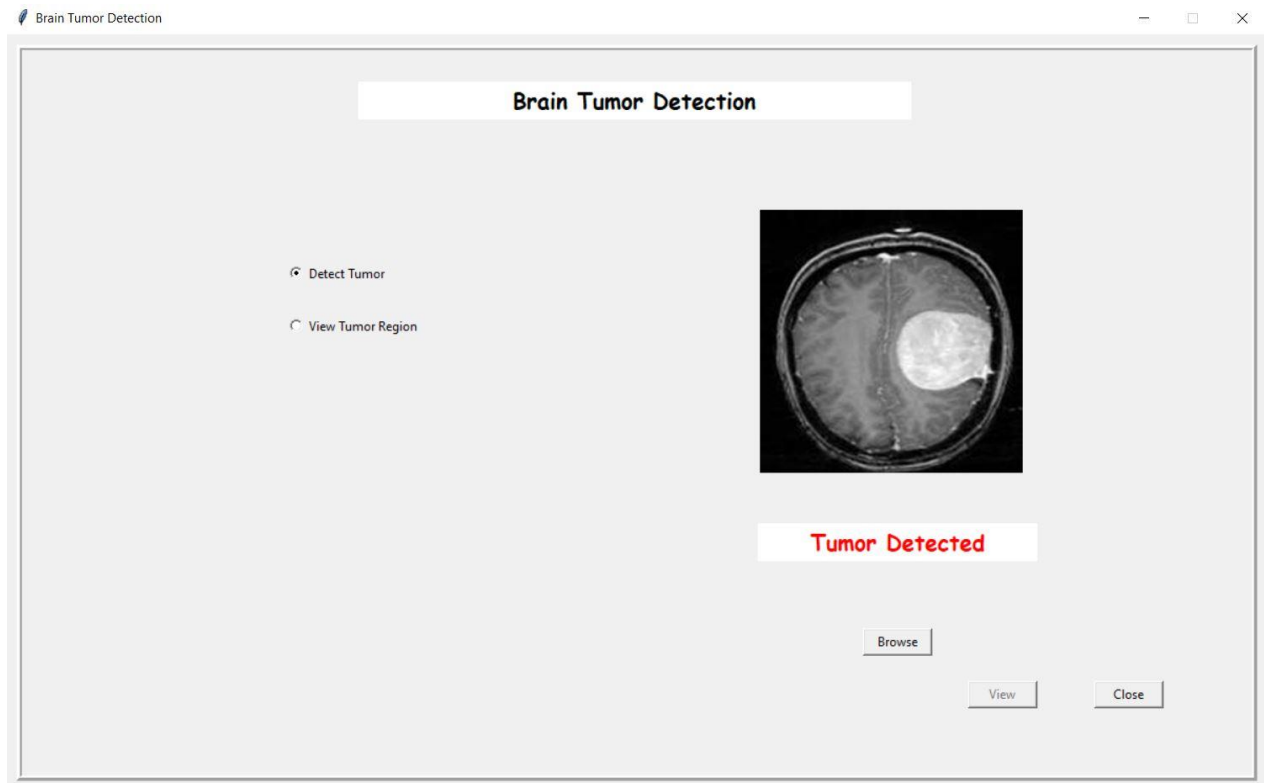 Brain Tumor Detection
Brain Tumor Detection
Detect Tumor
View Tumor Region
Tumor Detected
Browse
View
Close